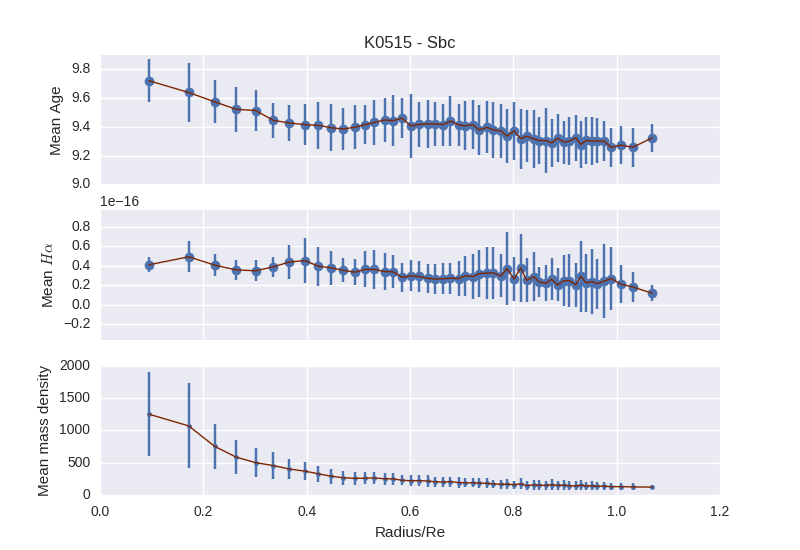 K0515 - Sbc
9.8
9.6
9.4
9.2
9.0
Mean Age
1e−16
0.8
0.6
0.4
0.2
0.0
−0.2
Mean Hα
2000
1500
1000
500
0
Mean mass density
0.0 0.2 0.4 0.6 0.8 1.0 1.2
Radius/Re